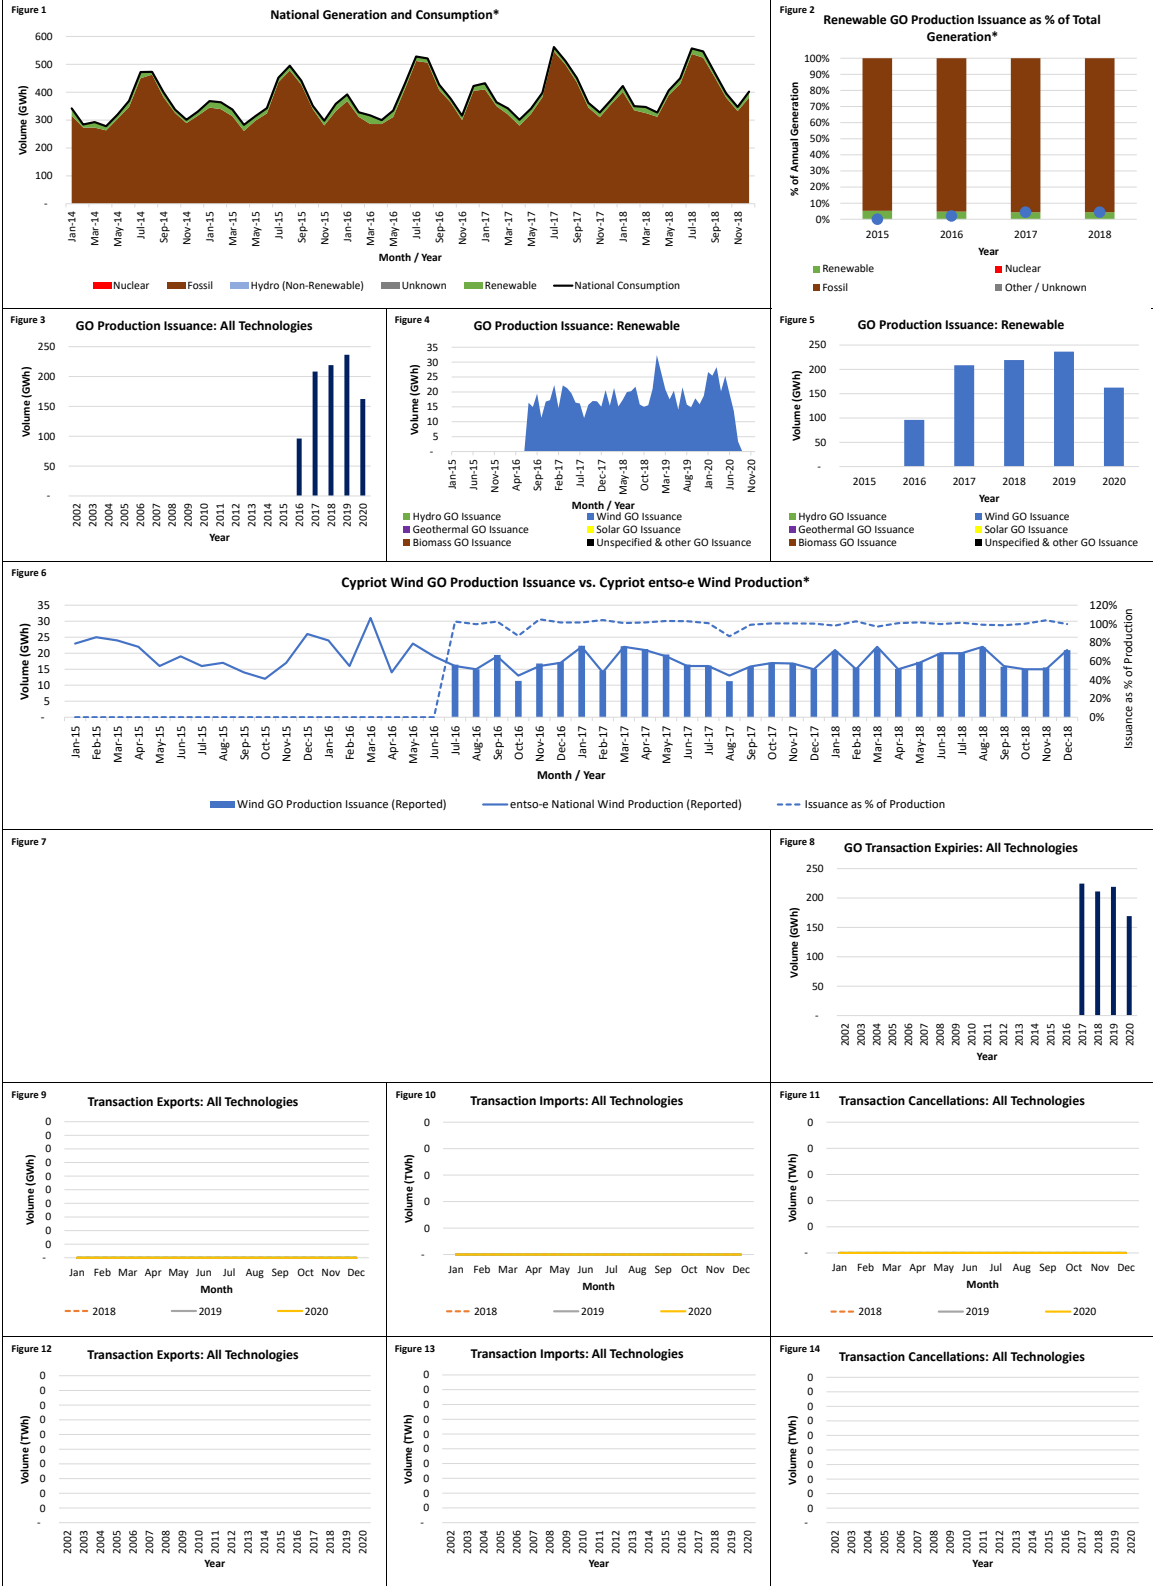 Figure 1
National Generation and Consumption*
Volume (GWh)
600
500
400
300
200
100
-
Jan-14 Mar-14 May-14 Jul-14 Sep-14 Nov-14 Jan-15 Mar-15 May-15 Jul-15 Sep-15 Nov-15 Jan-16 Mar-16 May-16 Jul-16 Sep-16 Nov-16 Jan-17 Mar-17 May-17 Jul-17 Sep-17 Nov-17 Jan-18 Mar-18 May-18 Jul-18 Sep-18 Nov-18
Month / Year
Nuclear Fossil Hydro (Non-Renewable) Unknown Renewable National Consumption
Figure 2
Renewable GO Production Issuance as % of Total
Generation*
% of Annual Generation
100%
90%
80%
70%
60%
50%
40%
30%
20%
10%
0%
2015 2016 2017 2018
Year
Renewable Nuclear
Fossil Other / Unknown
Figure 3
GO Production Issuance: All Technologies
Volume (GWh)
250
200
150
100
50
-
2002 2003 2004 2005 2006 2007 2008 2009 2010 2011 2012 2013 2014 2015 2016 2017 2018 2019 2020
Year
Figure 4
GO Production Issuance: Renewable
Volume (GWh)
35
30
25
20
15
10
5
-
Jan-15 Jun-15 Nov-15 Apr-16 Sep-16 Feb-17 Jul-17 Dec-17 May-18 Oct-18 Mar-19 Aug-19 Jan-20 Jun-20 Nov-20
Month / Year
Hydro GO Issuance Wind GO Issuance
Geothermal GO Issuance Solar GO Issuance
Biomass GO Issuance Unspecified & other GO Issuance
Figure 5
GO Production Issuance: Renewable
Volume (GWh)
250
200
150
100
50
-
2015 2016 2017 2018 2019 2020
Year
Hydro GO Issuance Wind GO Issuance
Geothermal GO Issuance Solar GO Issuance
Biomass GO Issuance Unspecified & other GO Issuance
Figure 6
Cypriot Wind GO Production Issuance vs. Cypriot entso-e Wind Production*
Volume (GWh)
35
30
25
20
15
10
5
-
120%
100%
80%
60%
40%
20%
0%
Issuance as % of Production
Jan-15 Feb-15 Mar-15 Apr-15 May-15 Jun-15 Jul-15 Aug-15 Sep-15 Oct-15 Nov-15 Dec-15 Jan-16 Feb-16 Mar-16 Apr-16 May-16 Jun-16 Jul-16 Aug-16 Sep-16 Oct-16 Nov-16 Dec-16 Jan-17 Feb-17 Mar-17 Apr-17 May-17 Jun-17 Jul-17 Aug-17 Sep-17 Oct-17 Nov-17 Dec-17 Jan-18 Feb-18 Mar-18 Apr-18 May-18 Jun-18 Jul-18 Aug-18 Sep-18 Oct-18 Nov-18 Dec-18
Month / Year
Wind GO Production Issuance (Reported) entso-e National Wind Production (Reported) Issuance as % of Production
Figure 7
Figure 8
GO Transaction Expiries: All Technologies
Volume (GWh)
250
200
150
100
50
-
2002 2003 2004 2005 2006 2007 2008 2009 2010 2011 2012 2013 2014 2015 2016 2017 2018 2019 2020
Year
Figure 9
Transaction Exports: All Technologies
Volume (GWh)
0
0
0
0
0
0
0
0
0
0
-
Jan Feb Mar Apr May Jun Jul Aug Sep Oct Nov Dec
Month
2018 2019 2020
Figure 10
Transaction Imports: All Technologies
Volume (TWh)
0
0
0
0
0
-
Jan Feb Mar Apr May Jun Jul Aug Sep Oct Nov Dec
Month
2018 2019 2020
Figure 11
Transaction Cancellations: All Technologies
Volume (TWh)
0
0
0
0
0
-
Jan Feb Mar Apr May Jun Jul Aug Sep Oct Nov Dec
Month
2018 2019 2020
Figure 12
Transaction Exports: All Technologies
Volume (TWh)
0
0
0
0
0
0
0
0
0
0
-
2002 2003 2004 2005 2006 2007 2008 2009 2010 2011 2012 2013 2014 2015 2016 2017 2018 2019 2020
Year
Figure 13
Transaction Imports: All Technologies
Volume (TWh)
0
0
0
0
0
0
0
0
0
0
-
2002 2003 2004 2005 2006 2007 2008 2009 2010 2011 2012 2013 2014 2015 2016 2017 2018 2019 2020
Year
Figure 14
Transaction Cancellations: All Technologies
Volume (TWh)
0
0
0
0
0
0
0
0
0
0
-
2002 2003 2004 2005 2006 2007 2008 2009 2010 2011 2012 2013 2014 2015 2016 2017 2018 2019 2020
Year